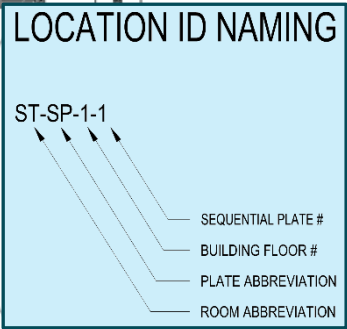 LOCATION ID NAMING
ST-SP-1-1
SEQUENTIAL PLATE #
BUILDING FLOOR #
PLATE ABBREVIATION
ROOM ABBREVIATION